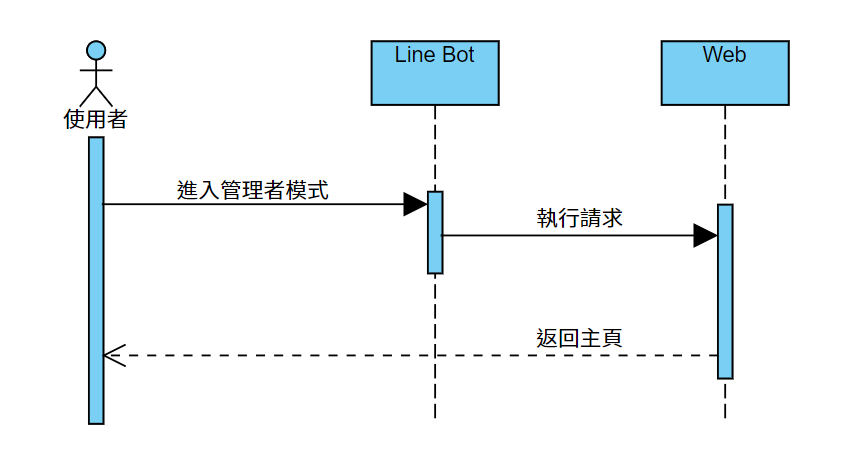 Line Bot
Web
使用者
進入管理者模式
執行請求
返回主頁